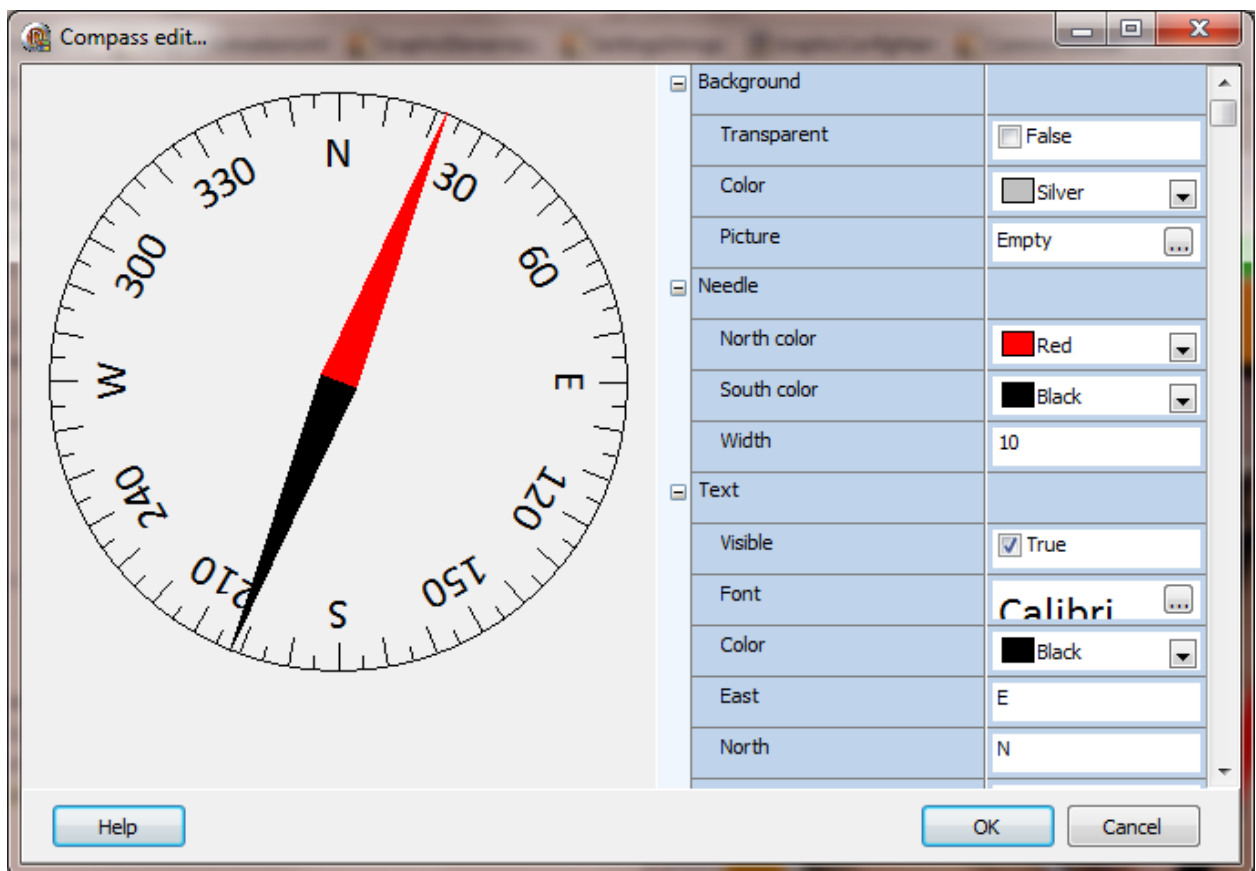 Compass edit...
N
30
60
E
120
150
S
210
240
W
300
330
Background
Transparent
False
Color
Silver
Picture
Empty
...
Needle
North color
Red
South color
Black
Width
10
Text
Visible
True
Font
Calibri
...
Color
Black
East
E
North
N
Help
OK
Cancel